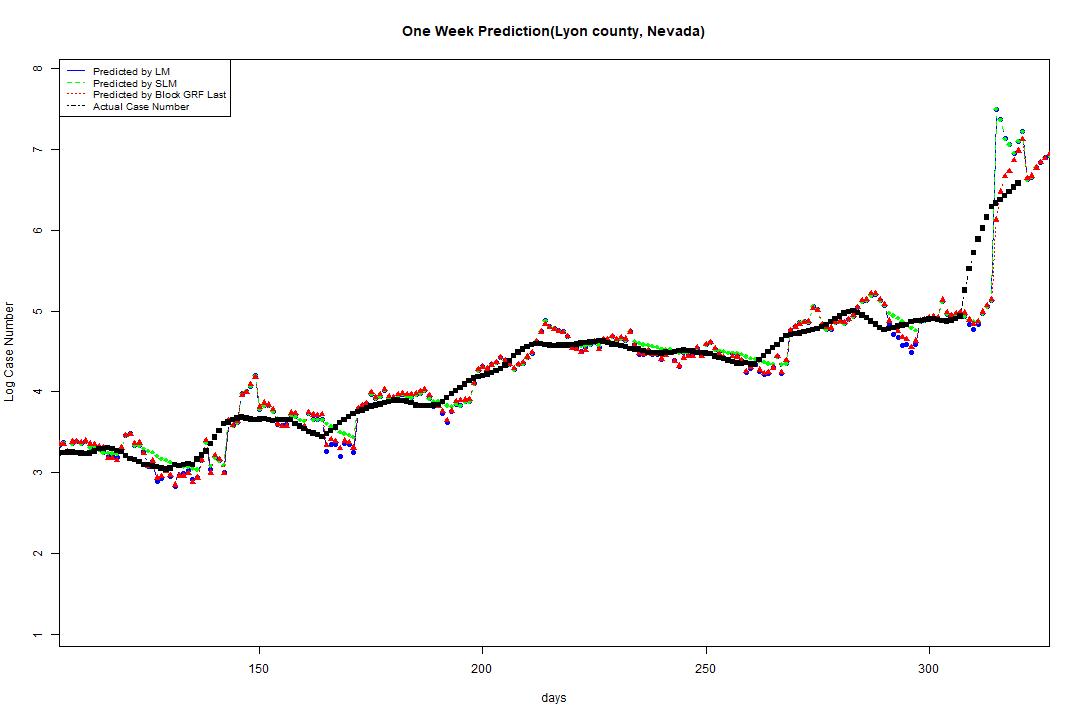 One Week Prediction(Lyon county, Nevada)
Predicted by LM
Predicted by SLM
Predicted by Block GRF Last
Actual Case Number
8
7
6
5
4
3
2
1
Log Case Number
150 200 250 300
days